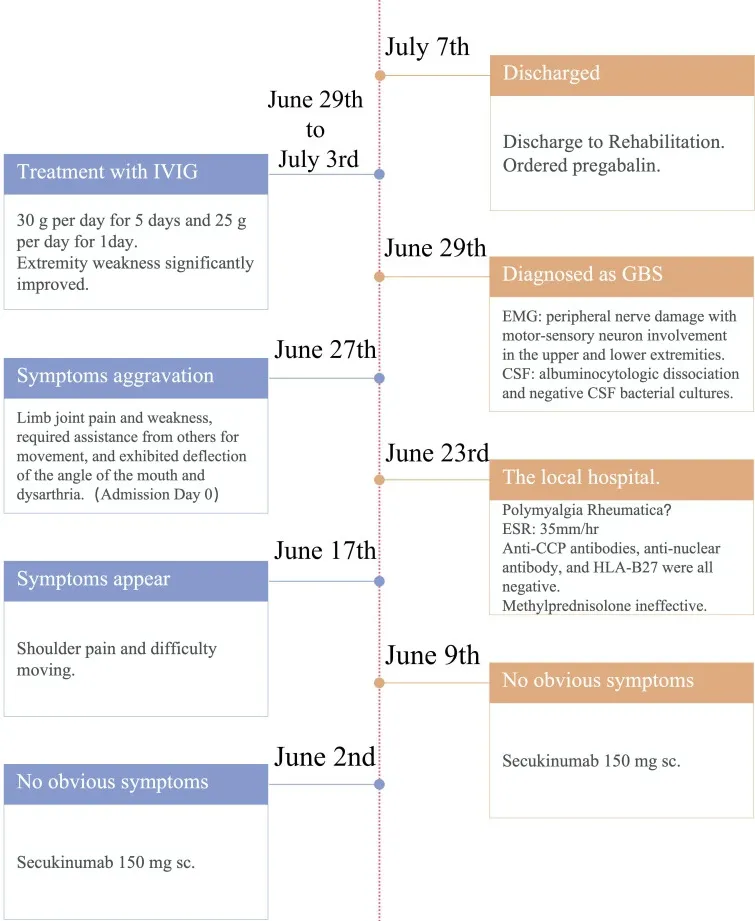 July 7th
Discharged
Discharge to Rehabilitation.
Ordered pregabalin.
June 29th
to
July 3rd
Treatment with IVIG
30 g per day for 5 days and 25 g
per day for 1day.
Extremity weakness significantly
improved.
June 29th
Diagnosed as GBS
EMG: peripheral nerve damage with
motor-sensory neuron involvement
in the upper and lower extremities.
CSF: albuminocytologic dissociation
and negative CSF bacterial cultures.
June 27th
Symptoms aggravation
Limb joint pain and weakness,
required assistance from others for
movement, and exhibited deflection
of the angle of the mouth and
dysarthria.（Admission Day 0）
June 23rd
The local hospital.
Polymyalgia Rheumatica？
ESR: 35mm/hr
Anti-CCP antibodies, anti-nuclear
antibody, and HLA-B27 were all
negative.
Methylprednisolone ineffective.
June 17th
Symptoms appear
Shoulder pain and difficulty
moving.
June 9th
No obvious symptoms
Secukinumab 150 mg sc.
June 2nd
No obvious symptoms
Secukinumab 150 mg sc.